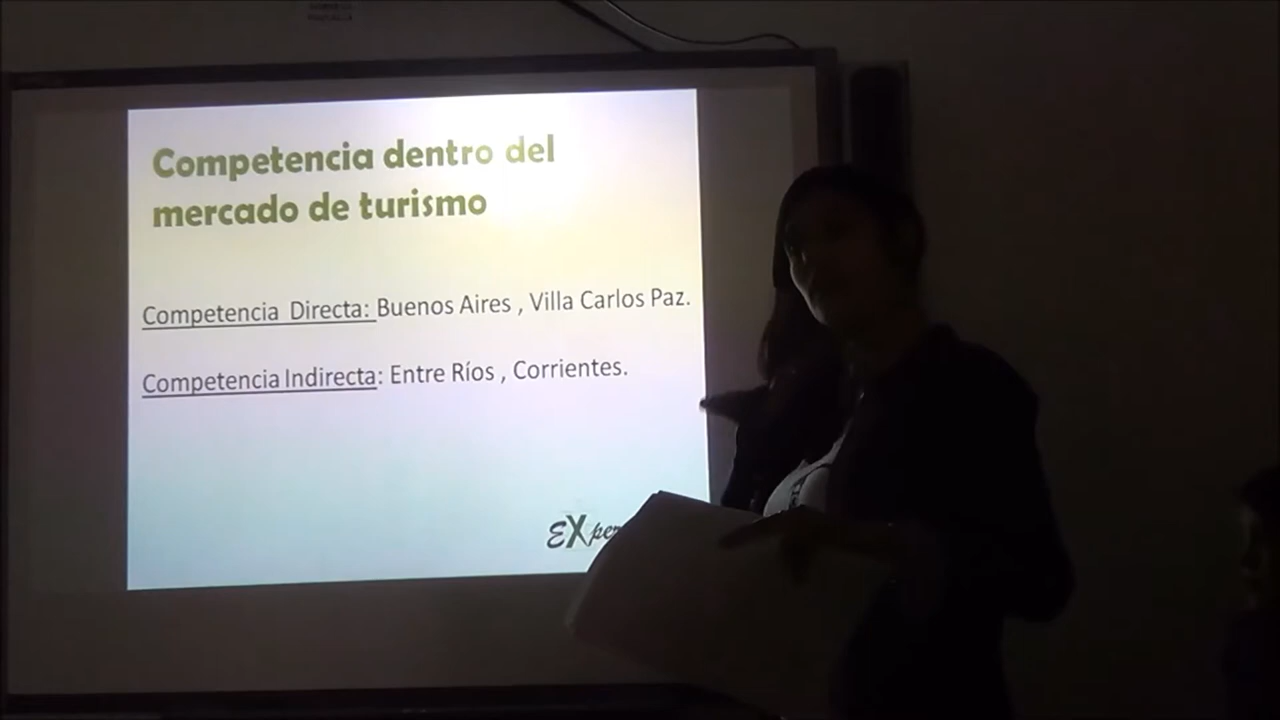 Competencia dentro del
mercado de turismo
Competencia Directa: Buenos Aires , Villa Carlos Paz.
Competencia Indirecta: Entre Ríos , Corrientes.